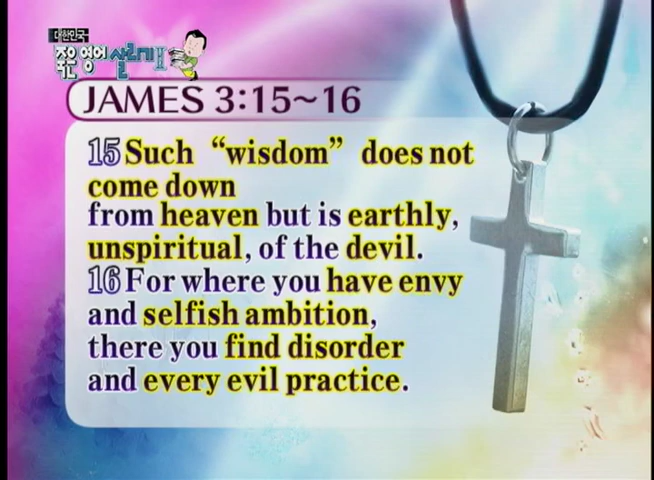 대한민국
죽은 영어 살리기 II
JAMES 3:15~16
15 Such “wisdom” does not
come down
from heaven but is earthly,
unspiritual, of the devil.
16 For where you have envy
and selfish ambition,
there you find disorder
and every evil practice.